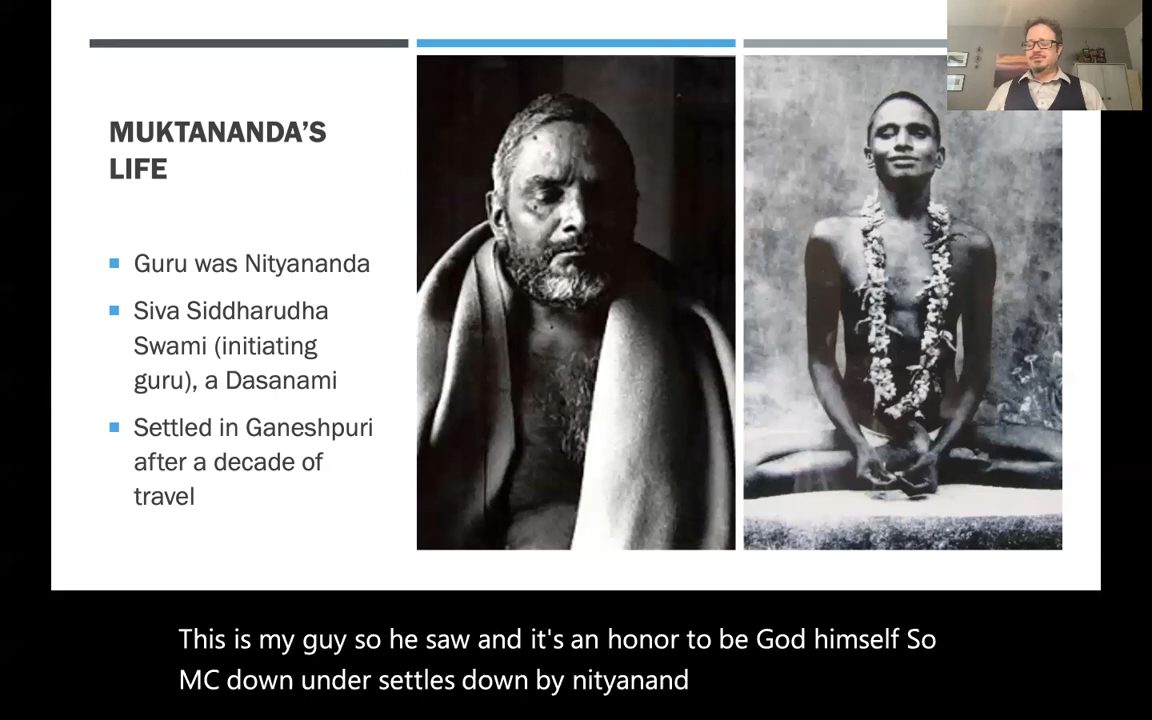 MUKTANANDA'S
LIFE
Guru was Nityananda
Siva Siddharudha
Swami (initiating
guru), a Dasanami
Settled in Ganeshpuri
after a decade of
travel
This is my guy so he saw and it's an honor to be God himself So
MC down under settles down by nityanand